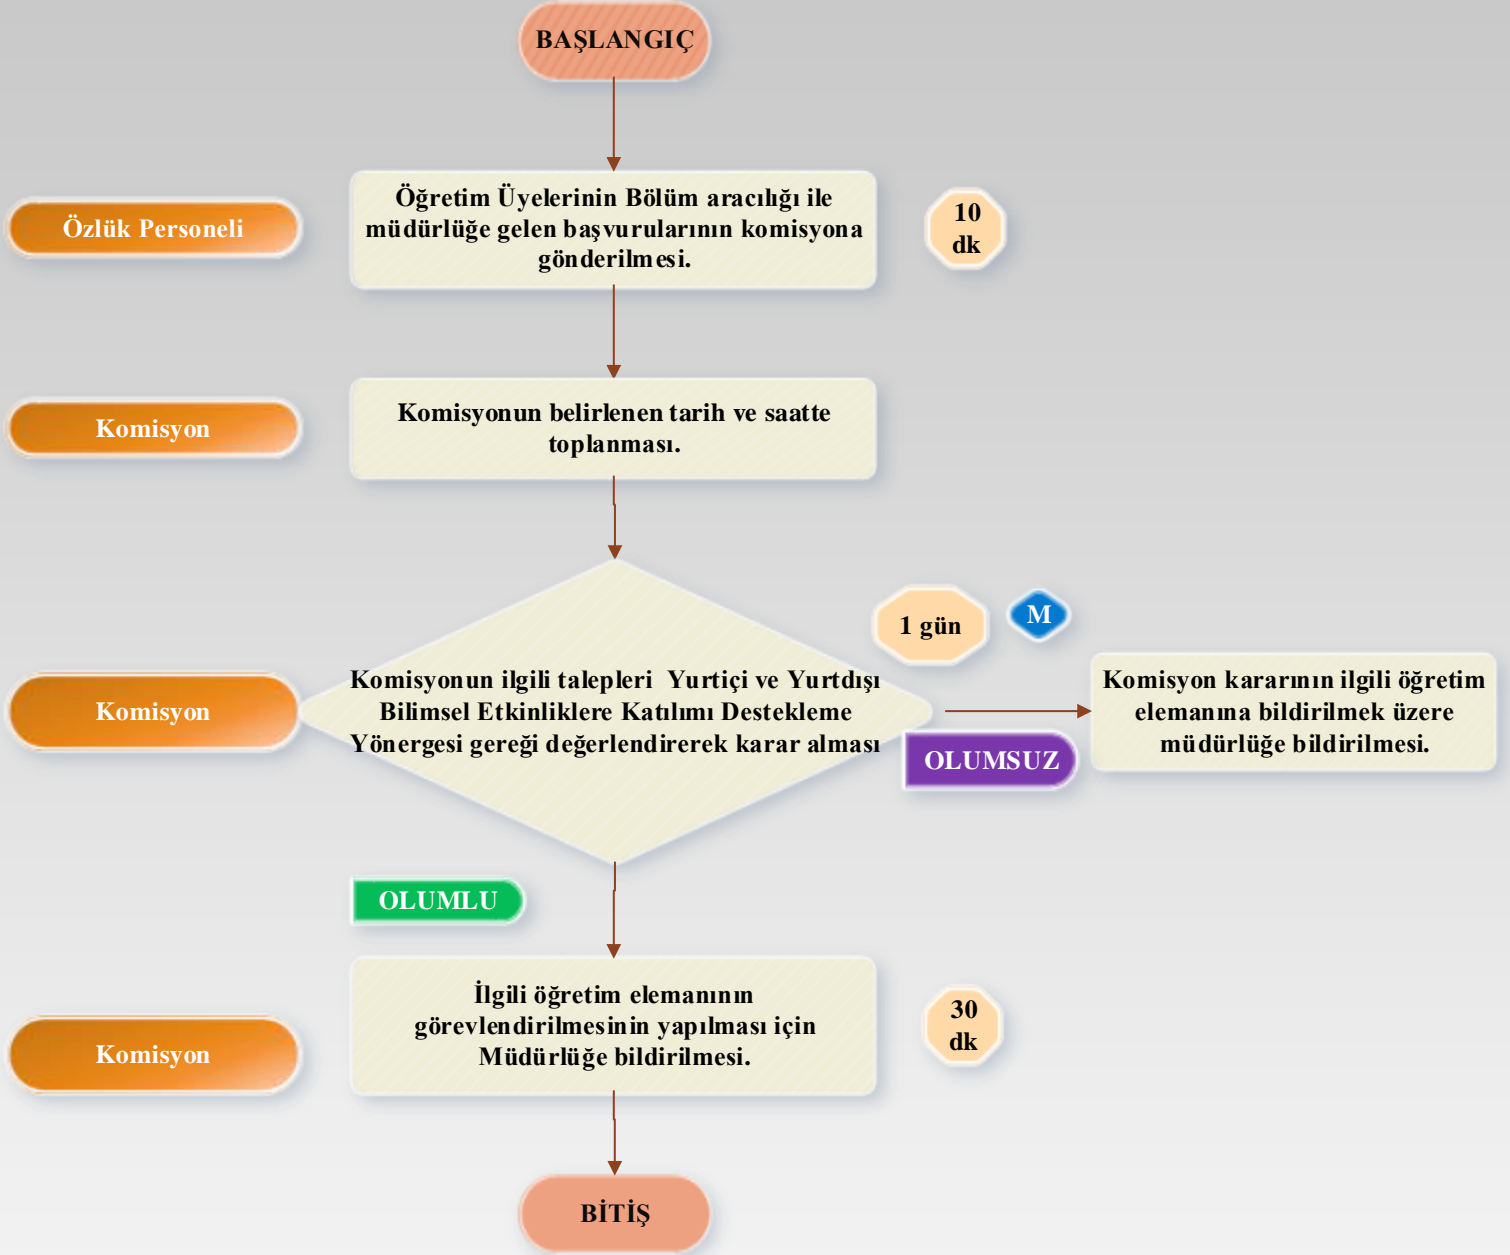 BAŞLANGIÇ
Özlük Personeli
Öğretim Üyelerinin Bölüm aracılığı ile
müdürlüğe gelen başvurularının komisyona
gönderilmesi.
10
dk
Komisyon
Komisyonun belirlenen tarih ve saatte
toplanması.
1 gün
M
Komisyon
Komisyonun ilgili talepleri Yurtiçi ve Yurtdışı
Bilimsel Etkinliklere Katılımı Destekleme
Yönergesi gereği değerlendirerek karar alması
OLUMSUZ
Komisyon kararının ilgili öğretim
elemanına bildirilmek üzere
müdürlüğe bildirilmesi.
OLUMLU
Komisyon
İlgili öğretim elemanının
görevlendirilmesinin yapılması için
Müdürlüğe bildirilmesi.
30
dk
BİTİŞ